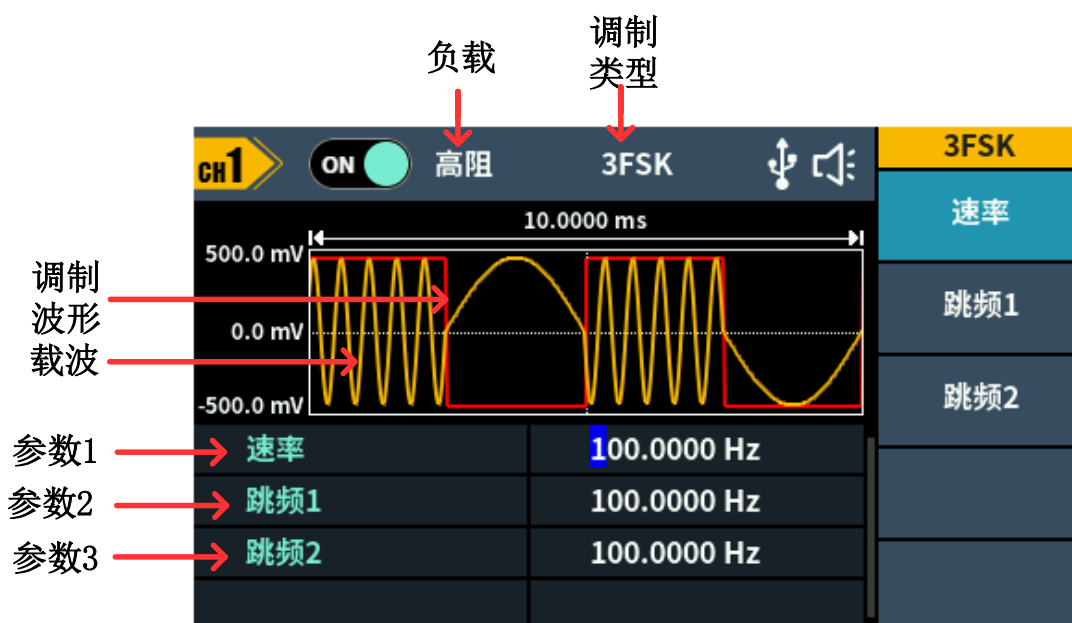 负载
调制
类型
CH1
ON
高阻
3FSK
3FSK
10.0000 ms
速率
500.0 mV
调制
波形
跳频1
0.0 mV
载波
跳频2
-500.0 mV
参数1
速率
100.0000 Hz
参数2
跳频1
100.0000 Hz
参数3
跳频2
100.0000 Hz